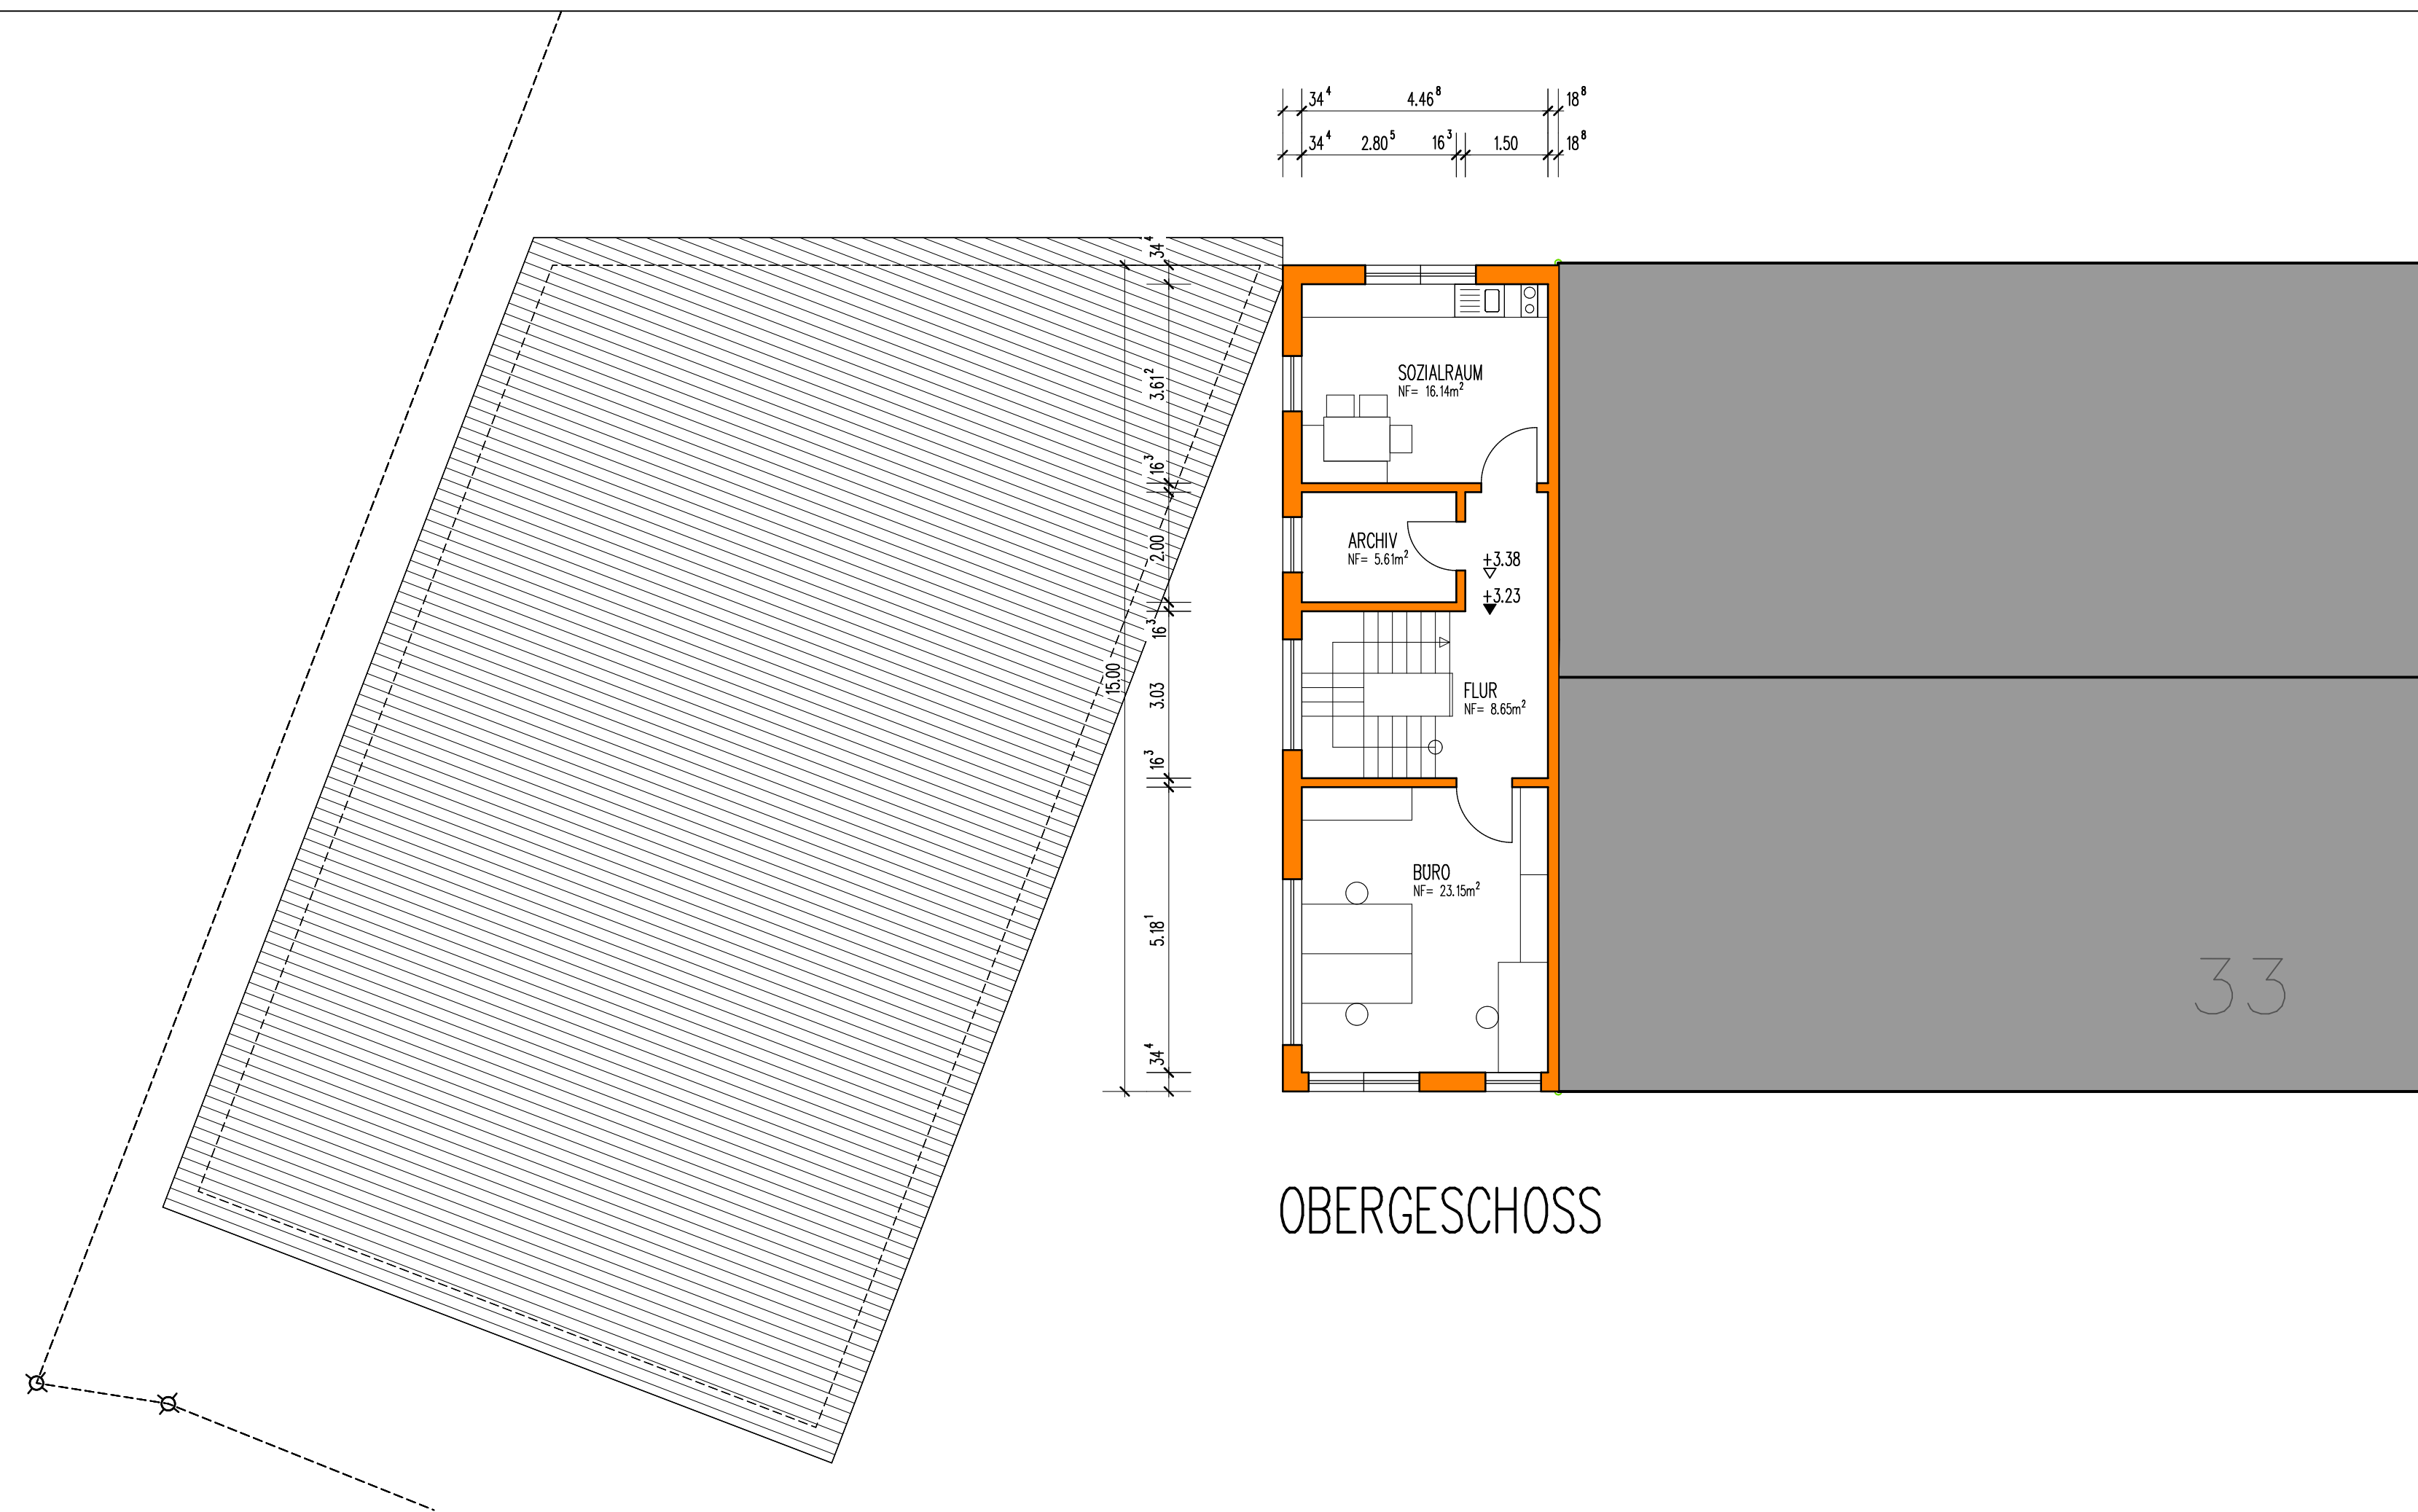 34⁴ 4.46⁸ 18⁸
34⁴ 2.80⁵ 16³ 1.50 18⁸
34⁴
3.61²
16³
2.00
16³
15.00
3.03
16³
5.18¹
34⁴
SOZIALRAUM
NF= 16.14m²
ARCHIV
NF= 5.61m²
+3.38
+3.23
FLUR
NF= 8.65m²
BÜRO
NF= 23.15m²
33
OBERGESCHOSS